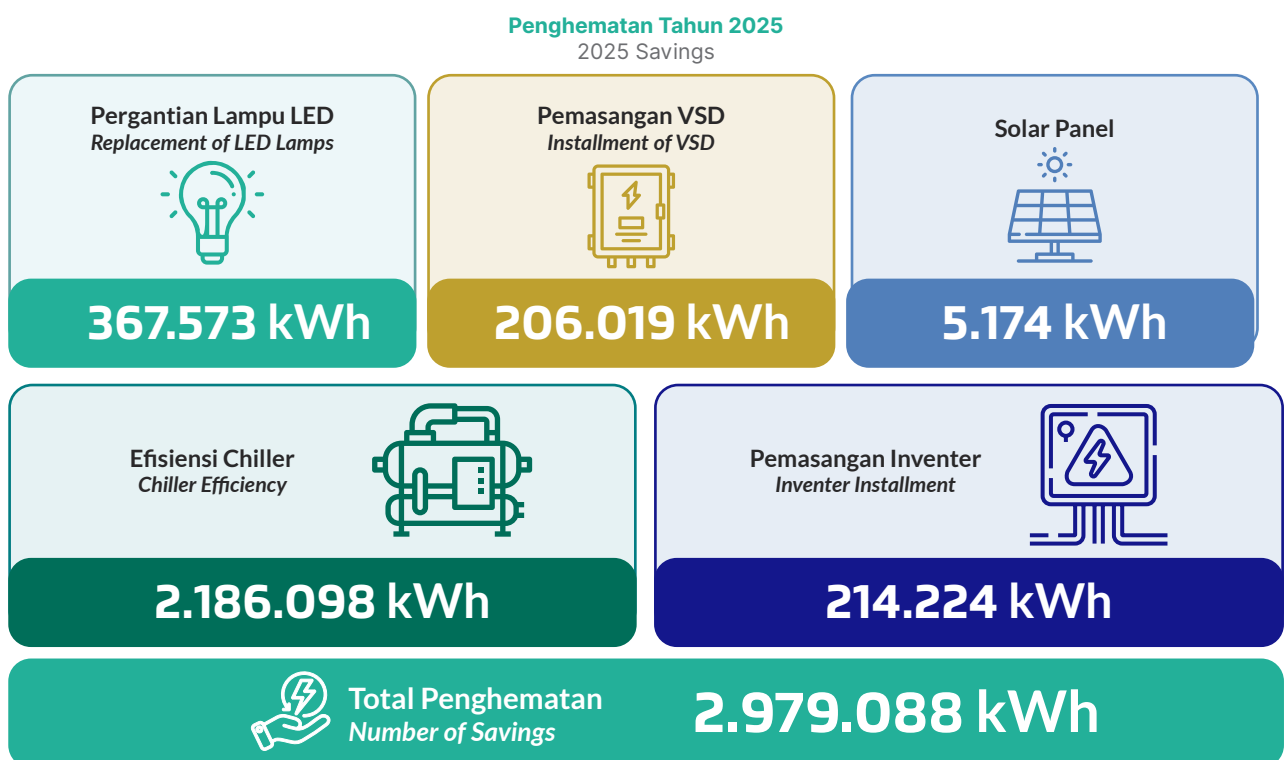 Penghematan Tahun 2025
2025 Savings
Pergantian Lampu LED
Replacement of LED Lamps
367.573 kWh
Pemasangan VSD
Installment of VSD
206.019 kWh
Solar Panel
5.174 kWh
Efisiensi Chiller
Chiller Efficiency
2.186.098 kWh
Pemasangan Inventer
Inventer Installment
214.224 kWh
Total Penghematan
Number of Savings
2.979.088 kWh